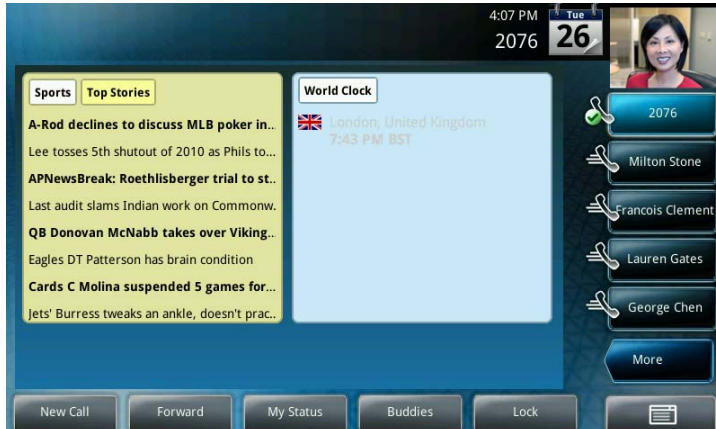 4:07 PM
2076
Tue
26
Sports
Top Stories
A-Rod declines to discuss MLB poker in..
Lee tosses 5th shutout of 2010 as Phils to...
APNewsBreak: Roethlisberger trial to st..
Last audit slams Indian work on Commonw.
QB Donovan McNabb takes over Viking..
Eagles DT Patterson has brain condition
Cards C Molina suspended 5 games for...
Jets' Burress tweaks an ankle, doesn't prac..
World Clock
London, United Kingdom
7:43 PM BST
2076
Milton Stone
Francois Clement
Lauren Gates
George Chen
More
New Call
Forward
My Status
Buddies
Lock